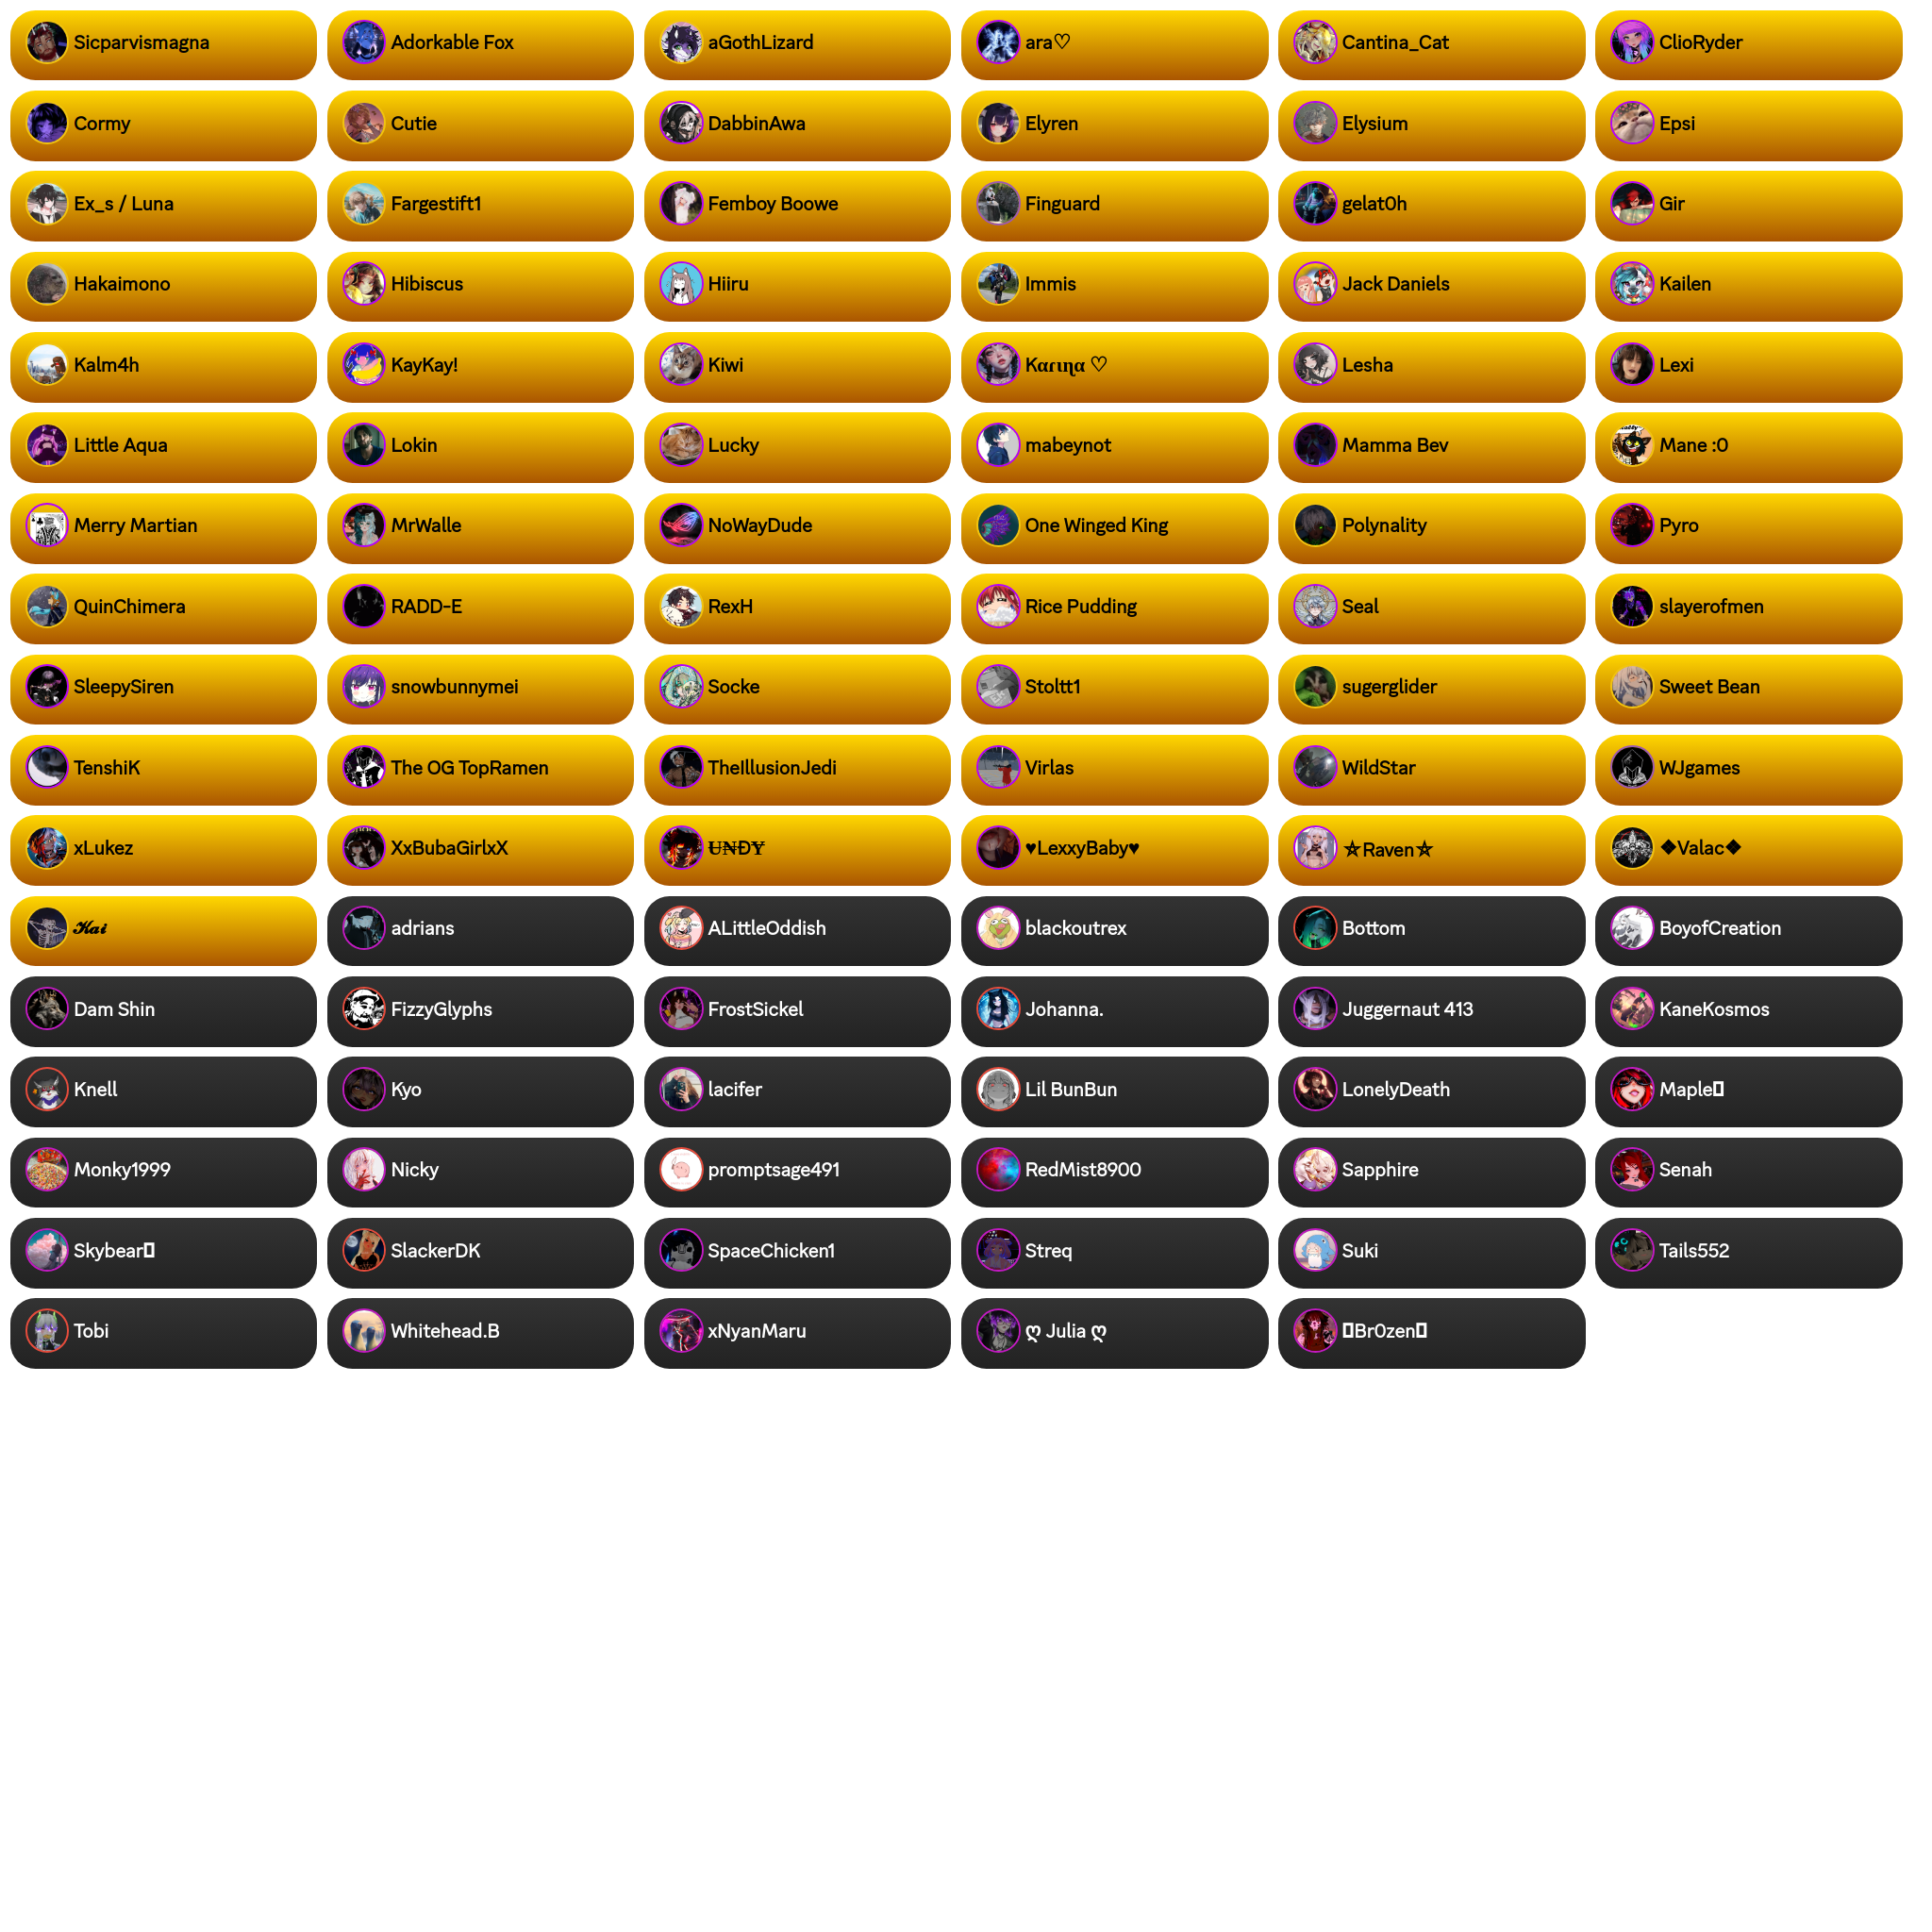 Sicparvismagna
Adorkable Fox
aGothLizard
ara♡
Cantina_Cat
ClioRyder
Cormy
Cutie
DabbinAwa
Elyren
Elysium
Epsi
Ex_s / Luna
Fargestift1
Femboy Boowe
Finguard
gelat0h
Gir
Hakaimono
Hibiscus
Hiiru
Immis
Jack Daniels
Kailen
Kalm4h
KayKay!
Kiwi
Kαɾιɳα ♡
Lesha
Lexi
Little Aqua
Lokin
Lucky
mabeynot
Mamma Bev
Mane :0
Merry Martian
MrWalle
NoWayDude
One Winged King
Polynality
Pyro
QuinChimera
RADD-E
RexH
Rice Pudding
Seal
slayerofmen
SleepySiren
snowbunnymei
Socke
Stoltt1
sugerglider
Sweet Bean
TenshiK
The OG TopRamen
TheIllusionJedi
Virlas
WildStar
WJgames
xLukez
XxBubaGirlxX
U̶₦ĐɎ
♥LexxyBaby♥
⛤Raven⛤
❖Valac❖
𝓚𝓪𝓲
adrians
ALittleOddish
blackoutrex
Bottom
BoyofCreation
Dam Shin
FizzyGlyphs
FrostSickel
Johanna.
Juggernaut 413
KaneKosmos
Knell
Kyo
lacifer
Lil BunBun
LonelyDeath
Maple
Monky1999
Nicky
promptsage491
RedMist8900
Sapphire
Senah
Skybear
SlackerDK
SpaceChicken1
Streq
Suki
Tails552
Tobi
Whitehead.B
xNyanMaru
ღ Julia ღ
Br0zen